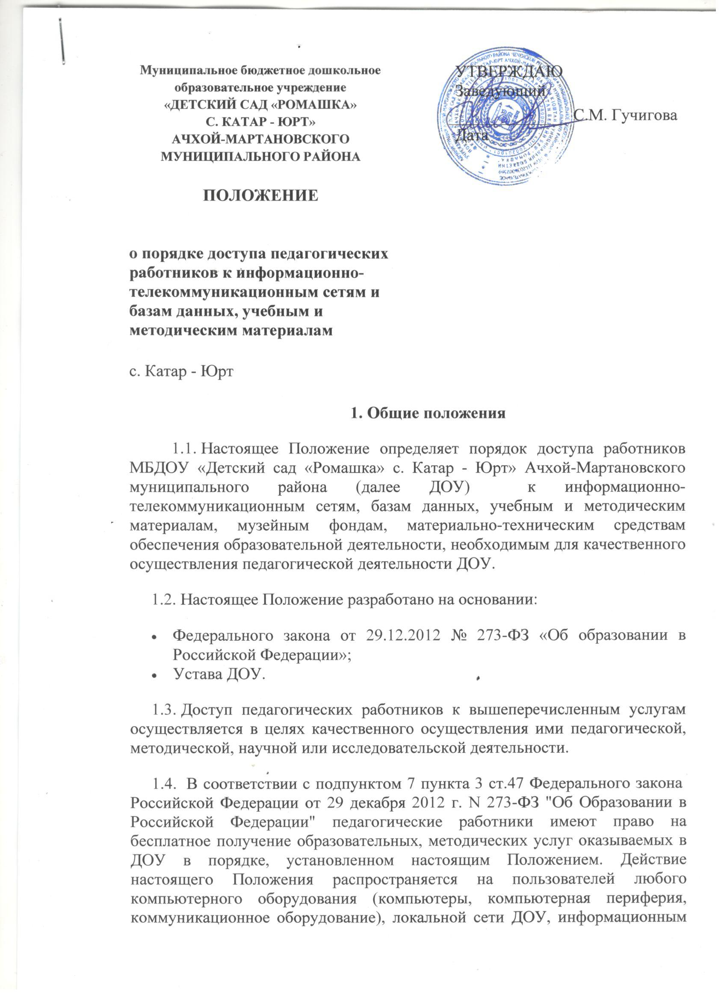 Муниципальное бюджетное дошкольное
образовательное учреждение
«ДЕТСКИЙ САД «РОМАШКА»
С. КАТАР - ЮРТ»
АЧХОЙ-МАРТАНОВСКОГО
МУНИЦИПАЛЬНОГО РАЙОНА
ПОЛОЖЕНИЕ
УТВЕРЖДАЮ
Заведующий
С.М. Гучигова
Дата
о порядке доступа педагогических
работников к информационно-
телекоммуникационным сетям и
базам данных, учебным и
методическим материалам
с. Катар - Юрт
1. Общие положения
1.1. Настоящее Положение определяет порядок доступа работников
МБДОУ «Детский сад «Ромашка» с. Катар - Юрт» Ачхой-Мартановского
муниципального района (далее ДОУ) к информационно-
телекоммуникационным сетям, базам данных, учебным и методическим
материалам, музейным фондам, материально-техническим средствам
обеспечения образовательной деятельности, необходимым для качественного
осуществления педагогической деятельности ДОУ.
1.2. Настоящее Положение разработано на основании:
• Федерального закона от 29.12.2012 № 273-ФЗ «Об образовании в
Российской Федерации»;
• Устава ДОУ.
1.3. Доступ педагогических работников к вышеперечисленным услугам
осуществляется в целях качественного осуществления ими педагогической,
методической, научной или исследовательской деятельности.
1.4. В соответствии с подпунктом 7 пункта 3 ст.47 Федерального закона
Российской Федерации от 29 декабря 2012 г. N 273-ФЗ "Об Образовании в
Российской Федерации" педагогические работники имеют право на
бесплатное получение образовательных, методических услуг оказываемых в
ДОУ в порядке, установленном настоящим Положением. Действие
настоящего Положения распространяется на пользователей любого
компьютерного оборудования (компьютеры, компьютерная периферия,
коммуникационное оборудование), локальной сети ДОУ, информационным